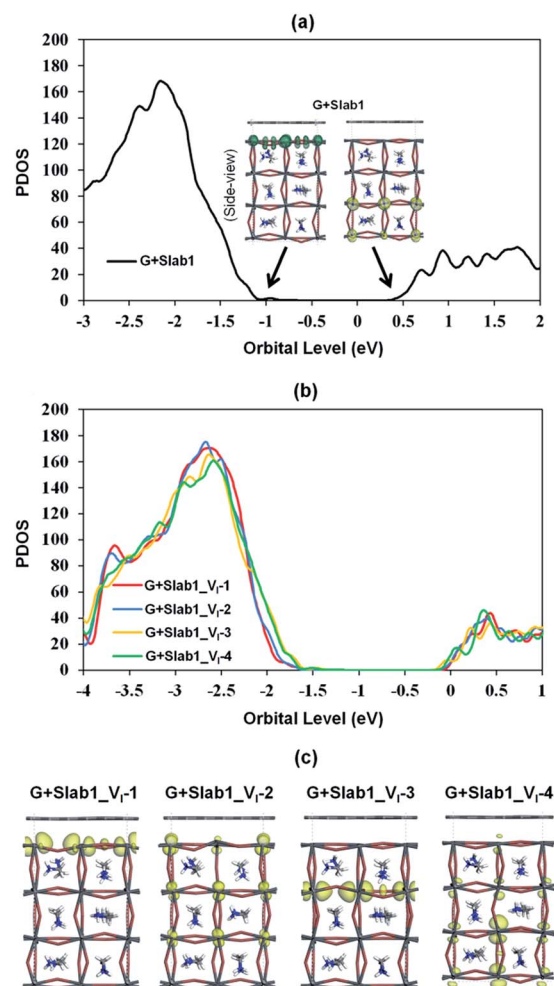 (a)
200
180
160
140
120
100
80
60
40
20
0
PDOS
G+Slab1
(Side-view)
G+Slab1
-3 -2.5 -2 -1.5 -1 -0.5 0 0.5 1 1.5 2
Orbital Level (eV)
(b)
200
180
160
140
120
100
80
60
40
20
0
PDOS
G+Slab1_VI-1
G+Slab1_VI-2
G+Slab1_VI-3
G+Slab1_VI-4
-4 -3.5 -3 -2.5 -2 -1.5 -1 -0.5 0 0.5 1
Orbital Level (eV)
(c)
G+Slab1_VI-1 G+Slab1_VI-2 G+Slab1_VI-3 G+Slab1_VI-4